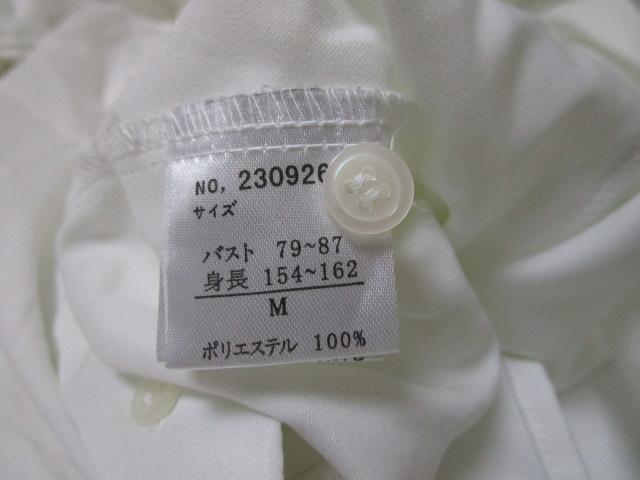 NO, 230926
サイズ
バスト 79~87
身長 154~162
M
ポリエステル 100%